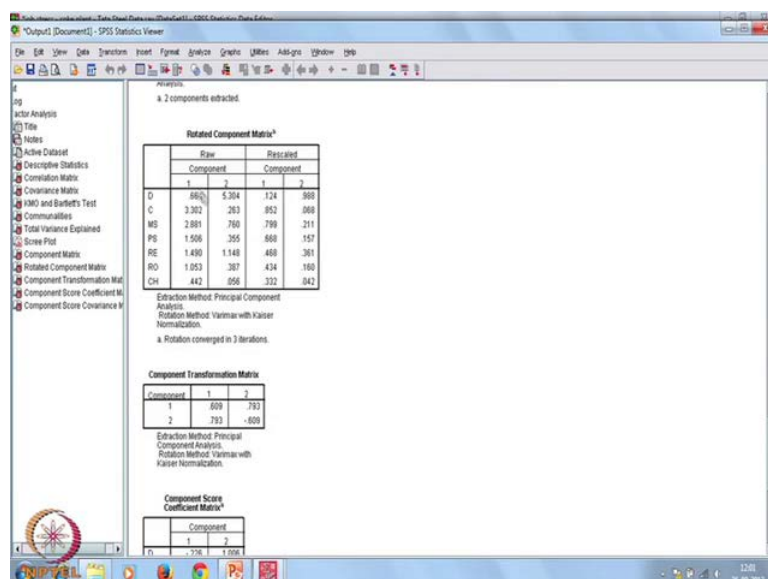 *Output1 [Document1] - SPSS Statistics Viewer
File Edit View Data Transform Insert Format Analyze Graphs Utilities Add-ons Window Help
Factor Analysis
Title
Notes
Active Dataset
Descriptive Statistics
Correlation Matrix
Covariance Matrix
KMO and Bartlett's Test
Communalities
Total Variance Explained
Scree Plot
Component Matrix
Rotated Component Matrix
Component Transformation Mat
Component Score Coefficient M
Component Score Covariance M
Analysis.
a. 2 components extracted.
Rotated Component Matrixa
Raw Rescaled
Component Component
1 2 1 2
D .660 5.304 .124 .988
C 3.302 .263 .852 .068
MS 2.881 .760 .799 .211
PS 1.506 .355 .668 .157
RE 1.490 1.148 .468 .361
RO 1.053 .387 .434 .160
CH .442 .056 .332 .042
Extraction Method: Principal Component
Analysis.
Rotation Method: Varimax with Kaiser
Normalization.
a. Rotation converged in 3 iterations.
Component Transformation Matrix
Component 1 2
1 .609 .793
2 .793 -.609
Extraction Method: Principal
Component Analysis.
Rotation Method: Varimax with
Kaiser Normalization.
Component Score
Coefficient Matrixa
Component
1 2
D -.226 1.006
NPTEL
12:01